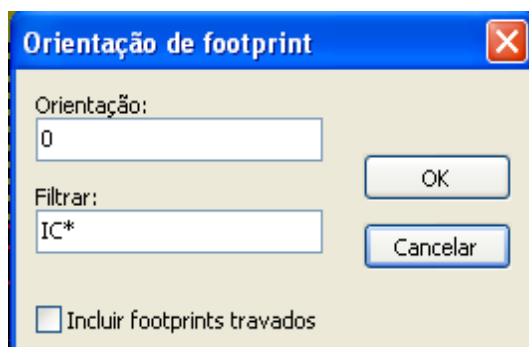 Orientação de footprint
Orientação:
0
OK
Filtrar:
IC*
Cancelar
Incluir footprints travados